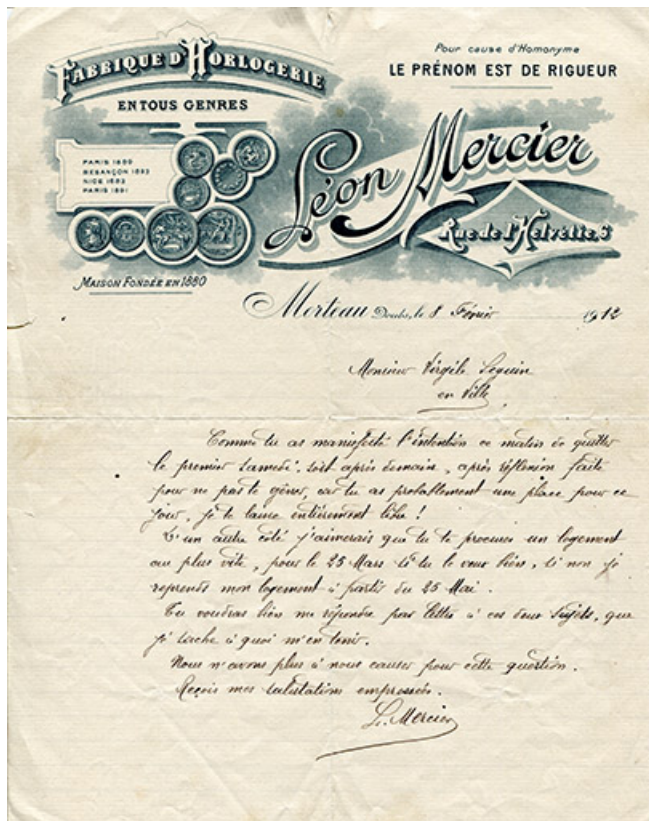 FABRIQUE D'HORLOGERIE
EN TOUS GENRES
Pour cause d'Homonyme
LE PRÉNOM EST DE RIGUEUR
PARIS 1890
BESANÇON 1893
NICE 1893
PARIS 1891
Léon Mercier
Rue de l'Helvétie, 6
MAISON FONDÉE EN 1880
Morteau Doubs, le 8 Février 1912
Monsieur Virgile Seguin
en Ville
Comme tu as manifesté l'intention ce matin de quitter
le premier samedi, soit après demain, après réflexion faite
pour ne pas te gêner, car tu as probablement une place pour ce
jour, je te laisse entièrement libre !
D'un autre côté j'aimerais que tu te procures un logement
au plus vite, pour le 25 Mars si tu le veux bien, si non je
reprends mon logement à partir du 25 Mai.
Tu voudras bien me répondre par lettre à ces deux sujets, que
je sache à quoi m'en tenir.
Nous n'avons plus à nous causer pour cette question.
Reçois mes salutations empressées.
L. Mercier